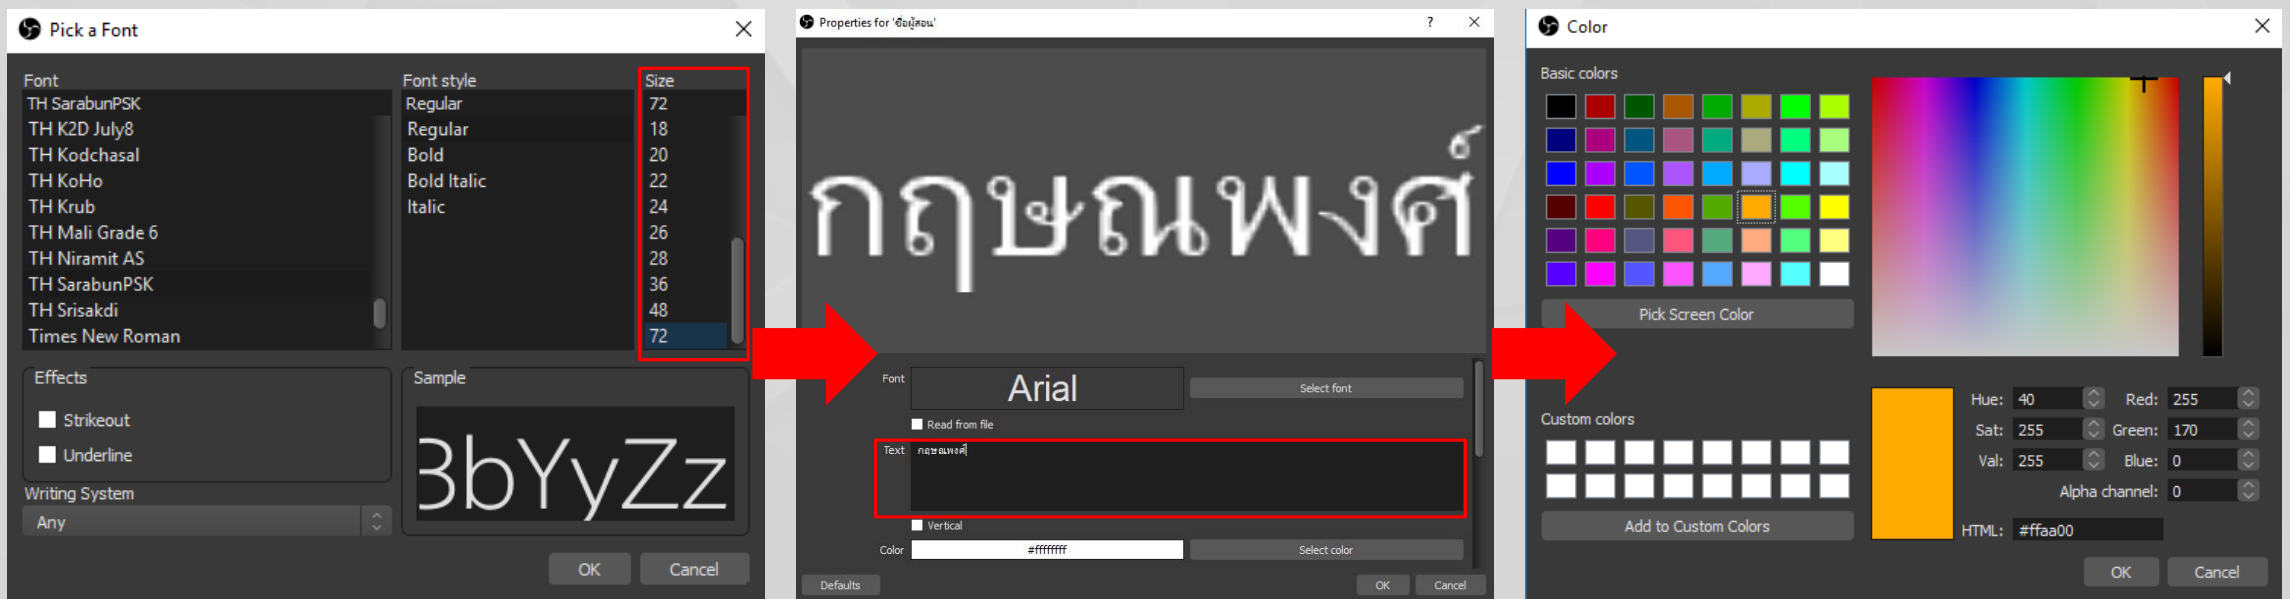 Pick a Font
Font
TH SarabunPSK
TH K2D July8
TH Kodchasal
TH KoHo
TH Krub
TH Mali Grade 6
TH Niramit AS
TH SarabunPSK
TH Srisakdi
Times New Roman
Font style
Regular
Regular
Bold
Bold Italic
Italic
Size
72
18
20
22
24
26
28
36
48
72
Effects
Strikeout
Underline
Writing System
Any
Sample
3bYyZz
OK Cancel
Properties for 'ชื่อผู้สอน' ?
กฤษณพงศ์
Font Arial Select font
Read from file
Text กฤษณพงศ์
Vertical
Color #ffffffff Select color
Defaults OK Cancel
Color
Basic colors
Pick Screen Color
Custom colors
Add to Custom Colors
Hue: 40 Red: 255
Sat: 255 Green: 170
Val: 255 Blue: 0
Alpha channel: 0
HTML: #ffaa00
OK Cancel